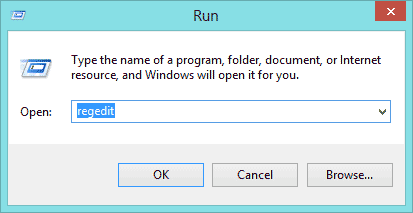 Run
Type the name of a program, folder, document, or Internet
resource, and Windows will open it for you.
Open: regedit
OK Cancel Browse...